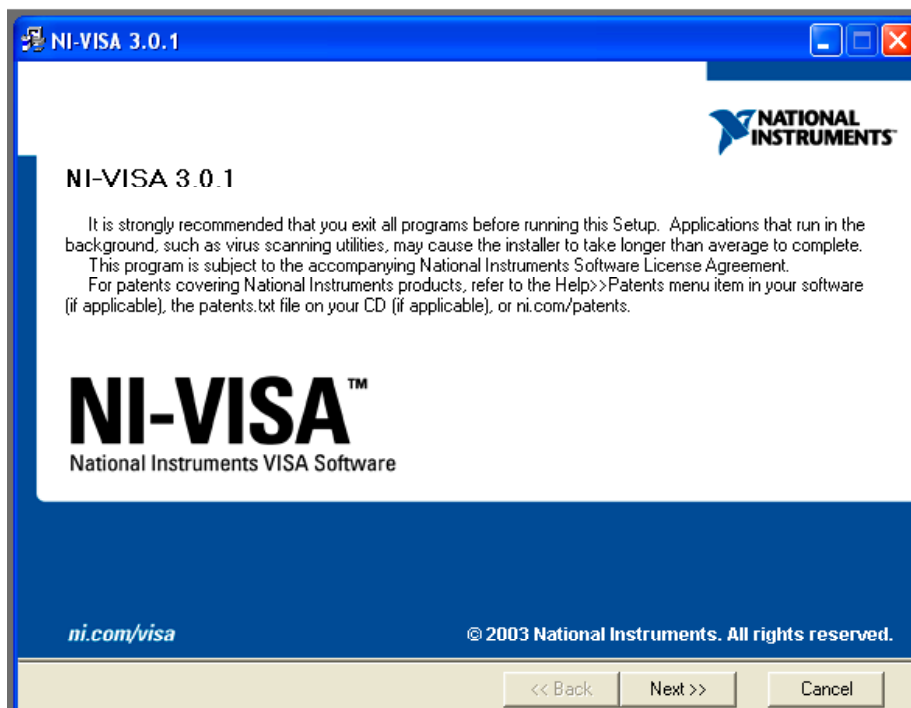 NI-VISA 3.0.1
NATIONAL
INSTRUMENTS™
NI-VISA 3.0.1
It is strongly recommended that you exit all programs before running this Setup. Applications that run in the
background, such as virus scanning utilities, may cause the installer to take longer than average to complete.
This program is subject to the accompanying National Instruments Software License Agreement.
For patents covering National Instruments products, refer to the Help>>Patents menu item in your software
(if applicable), the patents.txt file on your CD (if applicable), or ni.com/patents.
NI-VISA™
National Instruments VISA Software
ni.com/visa
© 2003 National Instruments. All rights reserved.
<< Back
Next >>
Cancel